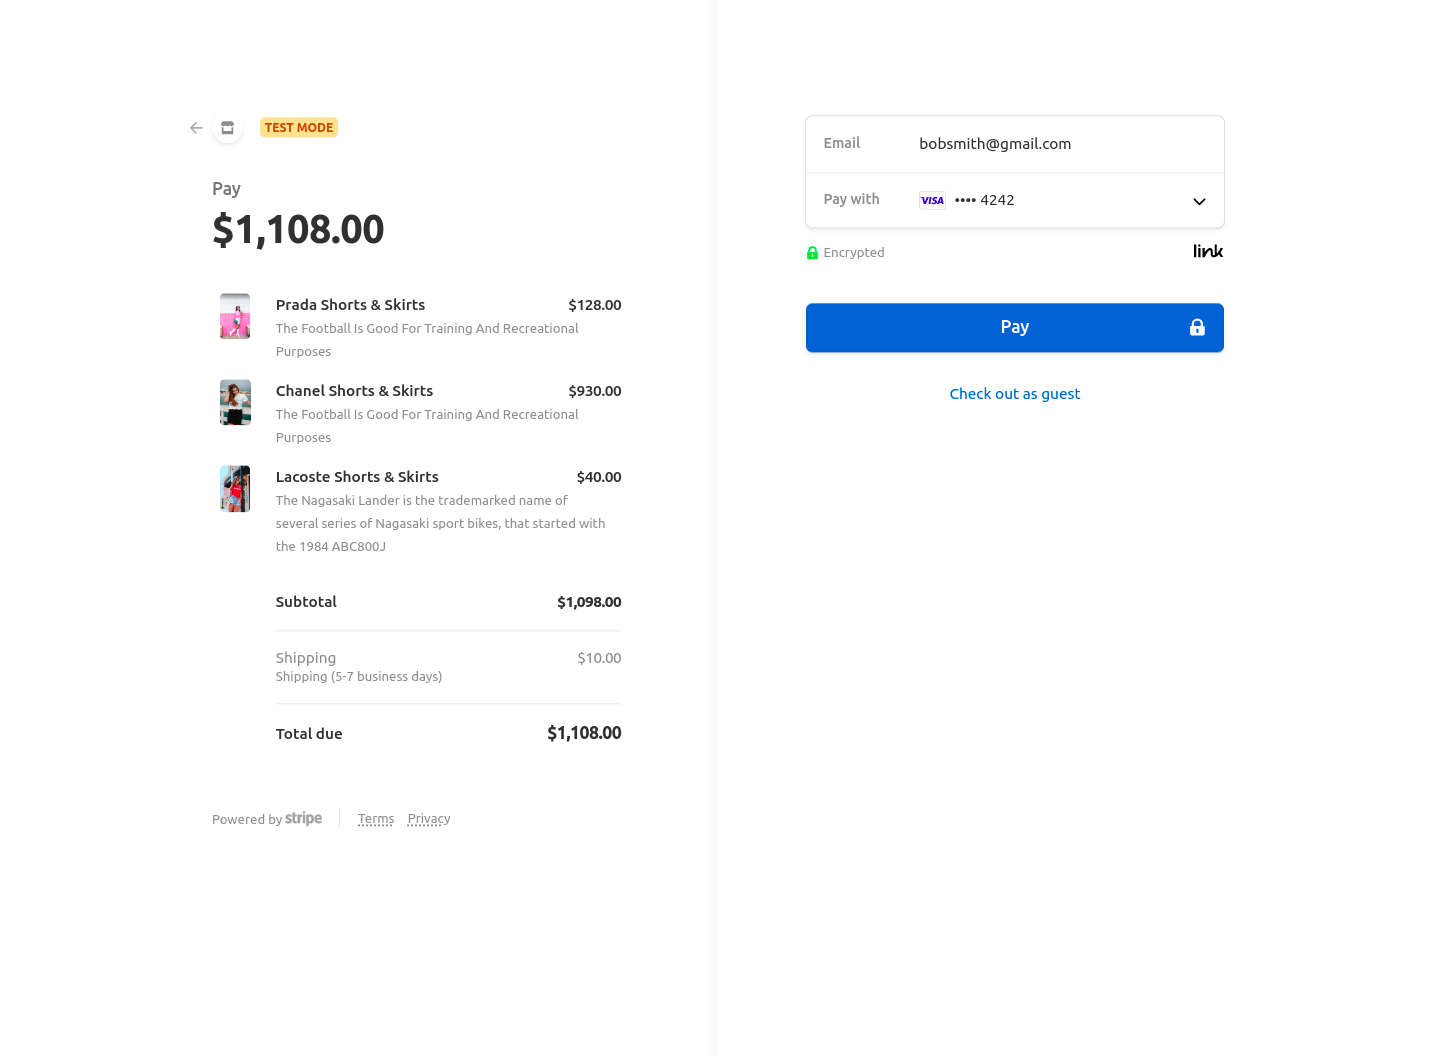 TEST MODE
Pay
$1,108.00
Prada Shorts & Skirts $128.00
The Football Is Good For Training And Recreational
Purposes
Chanel Shorts & Skirts $930.00
The Football Is Good For Training And Recreational
Purposes
Lacoste Shorts & Skirts $40.00
The Nagasaki Lander is the trademarked name of
several series of Nagasaki sport bikes, that started with
the 1984 ABC800J
Subtotal $1,098.00
Shipping $10.00
Shipping (5-7 business days)
Total due $1,108.00
Powered by stripe Terms Privacy
Email bobsmith@gmail.com
Pay with VISA •••• 4242
Encrypted link
Pay
Check out as guest